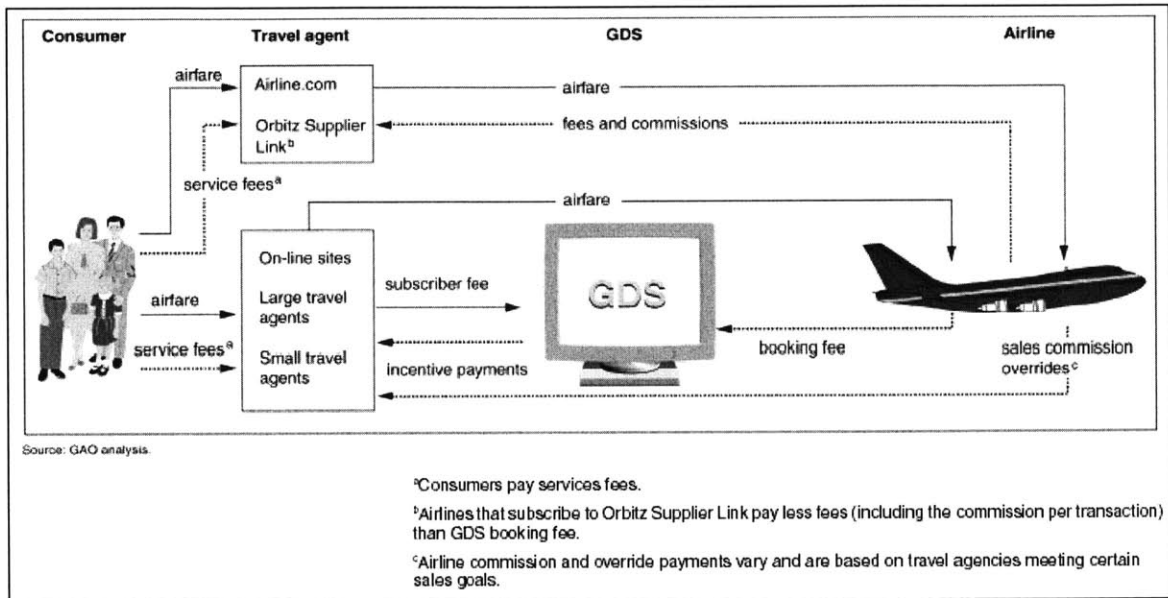 Consumer Travel agent GDS Airline
airfare
Airline.com
airfare
Orbitz Supplier
Link^b
fees and commissions
service fees^a
airfare
On-line sites
subscriber fee
GDS
Large travel
agents
airfare
booking fee
service fees^a
Small travel
agents
incentive payments
sales commission
overrides^c
Source: GAO analysis.
^aConsumers pay services fees.
^bAirlines that subscribe to Orbitz Supplier Link pay less fees (including the commission per transaction)
than GDS booking fee.
^cAirline commission and override payments vary and are based on travel agencies meeting certain
sales goals.